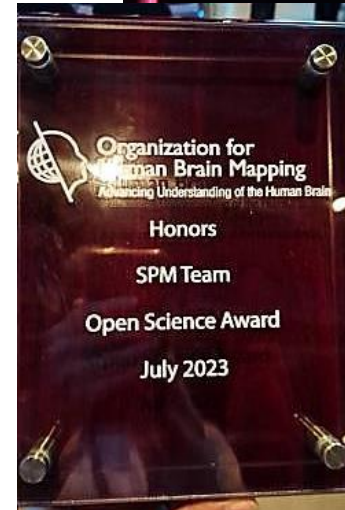 Organization for
Human Brain Mapping
Advancing Understanding of the Human Brain
Honors
SPM Team
Open Science Award
July 2023